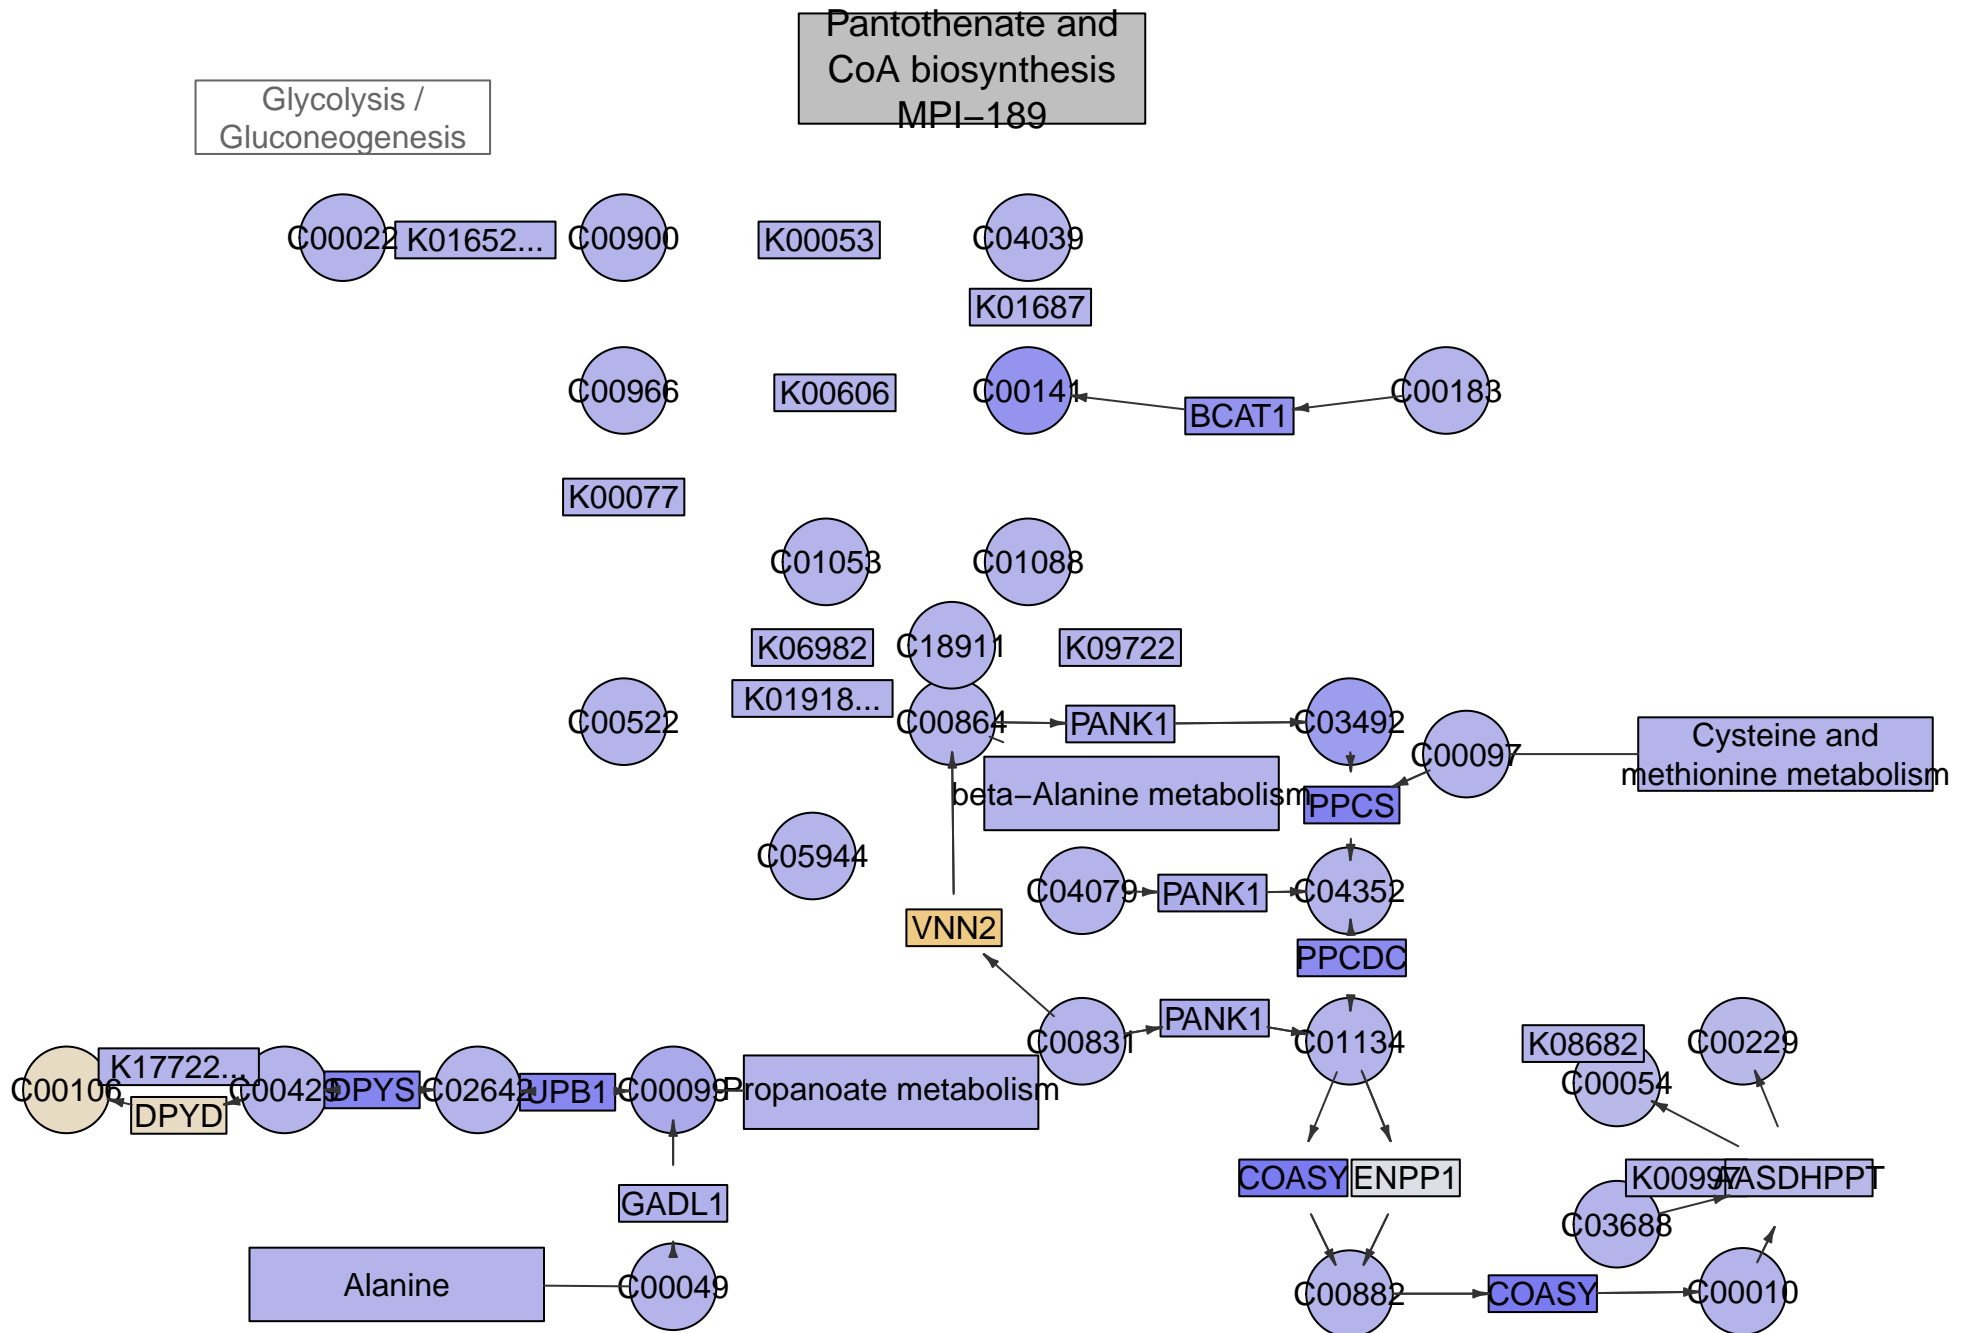 Pantothenate and
CoA biosynthesis
MPI−189
Glycolysis /
Gluconeogenesis
C00022
K01652...
C00900
K00053
C04039
K01687
C00966
K00606
C00141
BCAT1
C00183
K00077
C01053
C01088
K06982
C18911
K09722
K01918...
C00522
C00864
PANK1
C03492
C00097
Cysteine and
methionine metabolism
beta−Alanine metabolism
PPCS
C05944
C04079
PANK1
C04352
VNN2
PPCDC
C00831
PANK1
C01134
K08682
C00229
C00054
C00106
K17722...
DPYD
C00429
DPYS
C02642
UPB1
C00099
Propanoate metabolism
COASY
ENPP1
K00997
AASDHPPT
GADL1
C03688
Alanine
C00049
C00882
COASY
C00010